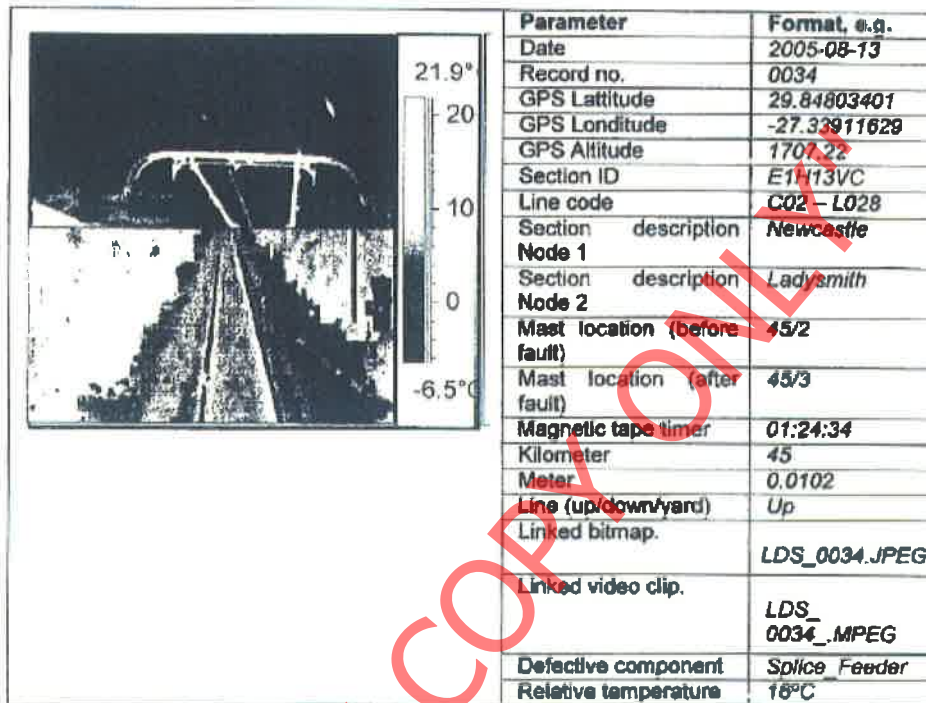 21.9°
20
10
0
-6.5°C
Parameter Format, e.g.
Date 2005-08-13
Record no. 0034
GPS Lattitude 29.84803401
GPS Londitude -27.33911629
GPS Altitude 1707.22
Section ID E1H13VC
Line code C02 – L028
Section description Newcastle
Node 1
Section description Ladysmith
Node 2
Mast location (before 45/2
fault)
Mast location (after 45/3
fault)
Magnetic tape timer 01:24:34
Kilometer 45
Meter 0.0102
Line (up/down/yard) Up
Linked bitmap.
LDS_0034.JPEG
Linked video clip.
LDS_
0034_.MPEG
Defective component Splice_Feeder
Relative temperature 18°C
COPY ONLY"